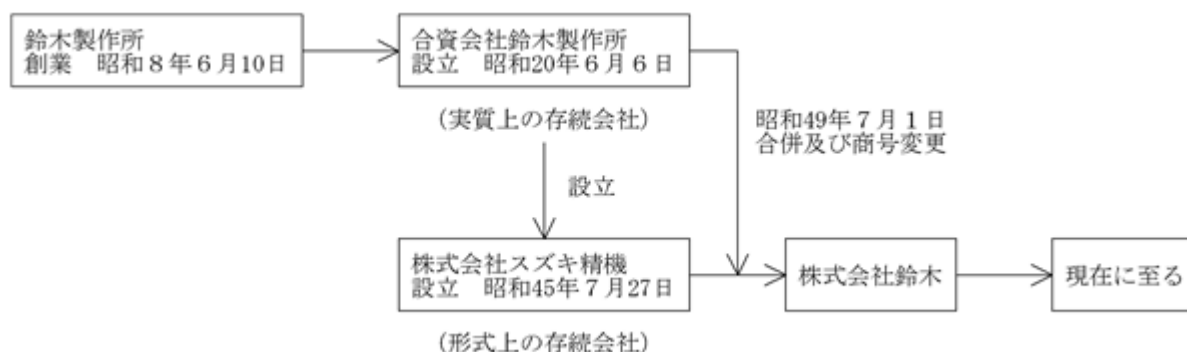 鈴木製作所
創業　昭和８年６月10日
合資会社鈴木製作所
設立　昭和20年６月６日
（実質上の存続会社）
昭和49年７月１日
合併及び商号変更
設立
株式会社スズキ精機
設立　昭和45年７月27日
（形式上の存続会社）
株式会社鈴木
現在に至る